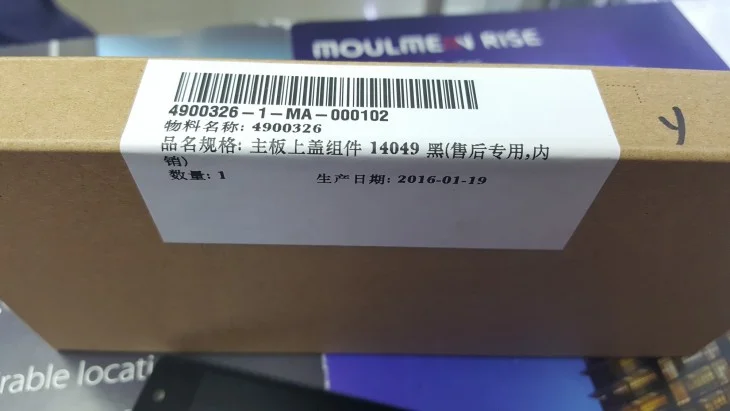 MOULMEIN RISE
4900326-1-MA-000102
物料名称: 4900326
品名规格: 主板上盖组件 14049 黑(售后专用,内
销)
数量: 1 生产日期: 2016-01-19
rable locati